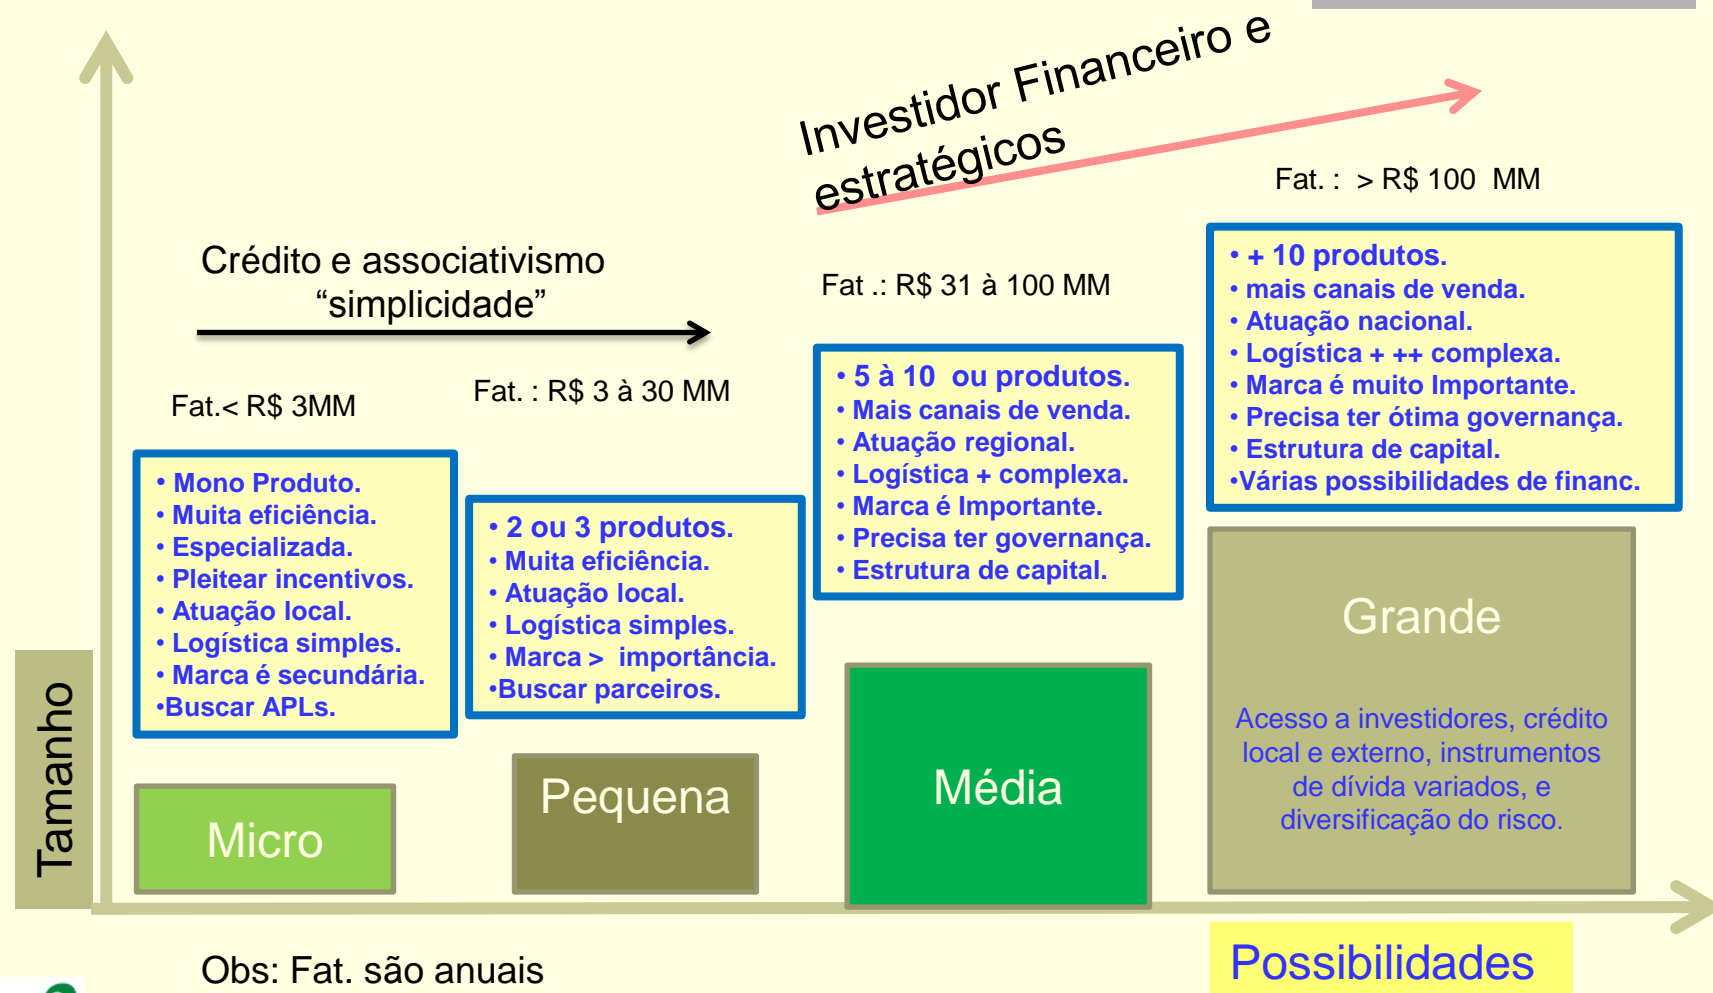 Investidor Financeiro e
estratégicos
Crédito e associativismo
“simplicidade”
Fat.< R$ 3MM
• Mono Produto.
• Muita eficiência.
• Especializada.
• Pleitear incentivos.
• Atuação local.
• Logística simples.
• Marca é secundária.
•Buscar APLs.
Micro
Fat. : R$ 3 à 30 MM
• 2 ou 3 produtos.
• Muita eficiência.
• Atuação local.
• Logística simples.
• Marca > importância.
•Buscar parceiros.
Pequena
Fat .: R$ 31 à 100 MM
• 5 à 10 ou produtos.
• Mais canais de venda.
• Atuação regional.
• Logística + complexa.
• Marca é Importante.
• Precisa ter governança.
• Estrutura de capital.
Média
Fat. : > R$ 100 MM
• + 10 produtos.
• mais canais de venda.
• Atuação nacional.
• Logística + ++ complexa.
• Marca é muito Importante.
• Precisa ter ótima governança.
• Estrutura de capital.
•Várias possibilidades de financ.
Grande
Acesso a investidores, crédito
local e externo, instrumentos
de dívida variados, e
diversificação do risco.
Tamanho
Obs: Fat. são anuais
Possibilidades